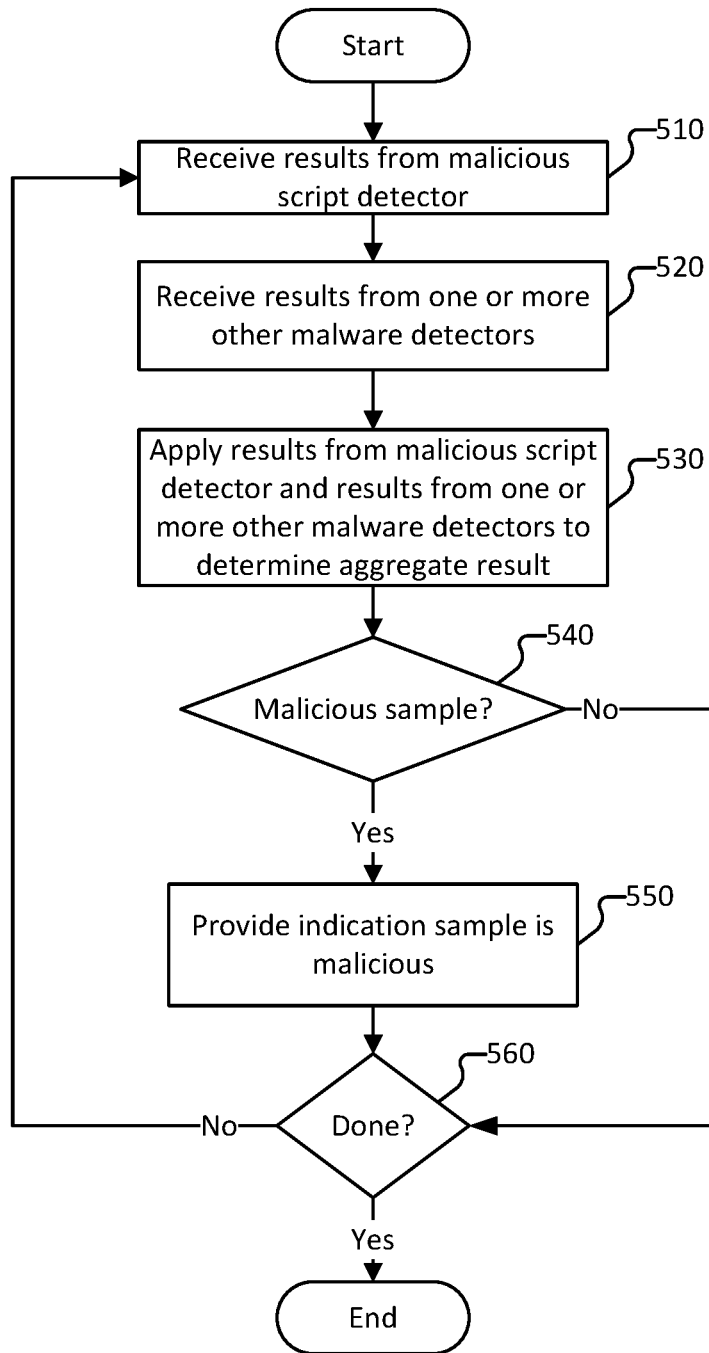 Start
510
Receive results from malicious
script detector
520
Receive results from one or more
other malware detectors
530
Apply results from malicious script
detector and results from one or
more other malware detectors to
determine aggregate result
540
Malicious sample?
No
Yes
550
Provide indication sample is
malicious
560
No
Done?
Yes
End